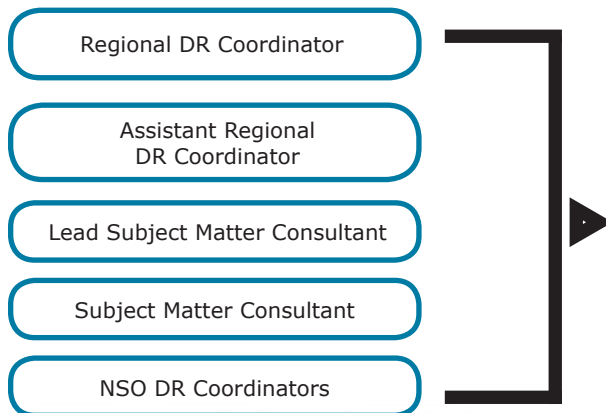 Regional DR Coordinator
Assistant Regional
DR Coordinator
Lead Subject Matter Consultant
Subject Matter Consultant
NSO DR Coordinators